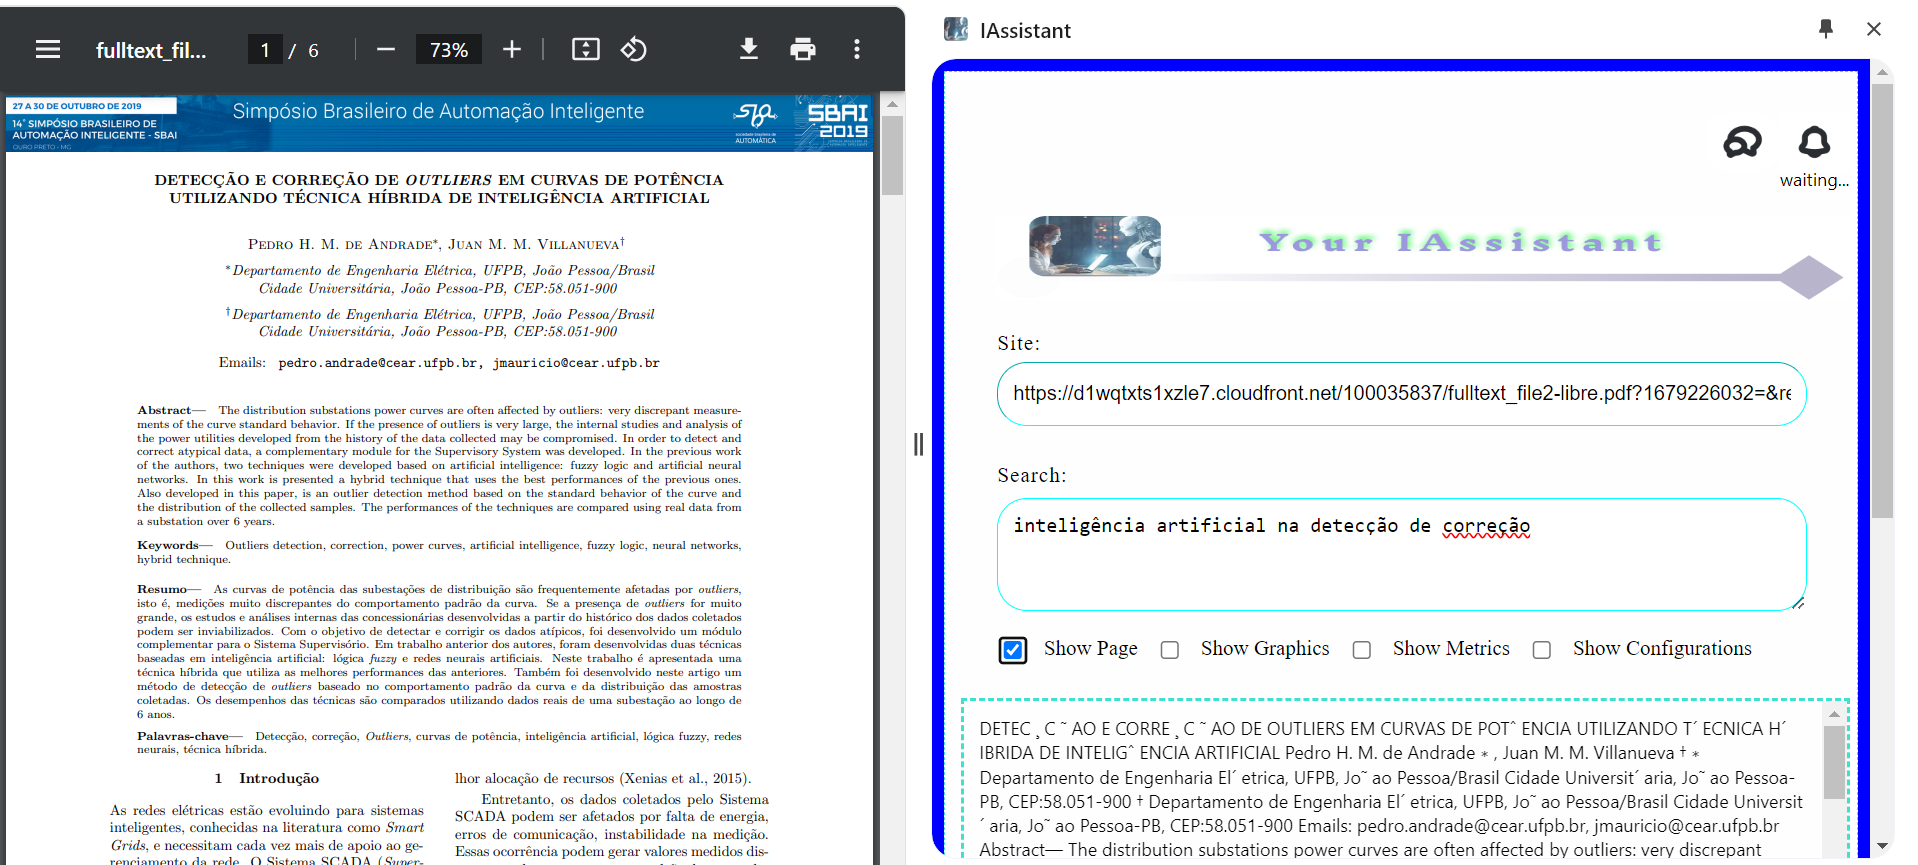 fulltext_fil...
1 / 6
73%
27 A 30 DE OUTUBRO DE 2019
14° SIMPÓSIO BRASILEIRO DE
AUTOMAÇÃO INTELIGENTE - SBAI
OURO PRETO - MG
Simpósio Brasileiro de Automação Inteligente
sociedade brasileira de
AUTOMÁTICA
SBAI
2019
DETECÇÃO E CORREÇÃO DE OUTLIERS EM CURVAS DE POTÊNCIA
UTILIZANDO TÉCNICA HÍBRIDA DE INTELIGÊNCIA ARTIFICIAL
PEDRO H. M. DE ANDRADE*, JUAN M. M. VILLANUEVA†
*Departamento de Engenharia Elétrica, UFPB, João Pessoa/Brasil
Cidade Universitária, João Pessoa-PB, CEP:58.051-900
†Departamento de Engenharia Elétrica, UFPB, João Pessoa/Brasil
Cidade Universitária, João Pessoa-PB, CEP:58.051-900
Emails: pedro.andrade@cear.ufpb.br, jmauricio@cear.ufpb.br
Abstract— The distribution substations power curves are often affected by outliers: very discrepant measure-
ments of the curve standard behavior. If the presence of outliers is very large, the internal studies and analysis of
the power utilities developed from the history of the data collected may be compromised. In order to detect and
correct atypical data, a complementary module for the Supervisory System was developed. In the previous work
of the authors, two techniques were developed based on artificial intelligence: fuzzy logic and artificial neural
networks. In this work is presented a hybrid technique that uses the best performances of the previous ones.
Also developed in this paper, is an outlier detection method based on the standard behavior of the curve and
the distribution of the collected samples. The performances of the techniques are compared using real data from
a substation over 6 years.
Keywords— Outliers detection, correction, power curves, artificial intelligence, fuzzy logic, neural networks,
hybrid technique.
Resumo— As curvas de potência das subestações de distribuição são frequentemente afetadas por outliers,
isto é, medições muito discrepantes do comportamento padrão da curva. Se a presença de outliers for muito
grande, os estudos e análises internas das concessionárias desenvolvidas a partir do histórico dos dados coletados
podem ser inviabilizados. Com o objetivo de detectar e corrigir os dados atípicos, foi desenvolvido um módulo
complementar para o Sistema Supervisório. Em trabalho anterior dos autores, foram desenvolvidas duas técnicas
baseadas em inteligência artificial: lógica fuzzy e redes neurais artificiais. Neste trabalho é apresentada uma
técnica híbrida que utiliza as melhores performances das anteriores. Também foi desenvolvido neste artigo um
método de detecção de outliers baseado no comportamento padrão da curva e da distribuição das amostras
coletadas. Os desempenhos das técnicas são comparados utilizando dados reais de uma subestação ao longo de
6 anos.
Palavras-chave— Detecção, correção, Outliers, curvas de potência, inteligência artificial, lógica fuzzy, redes
neurais, técnica híbrida.
1 Introdução
As redes elétricas estão evoluindo para sistemas
inteligentes, conhecidas na literatura como Smart
Grids, e necessitam cada vez mais de apoio ao ge-
renciamento da rede. O Sistema SCADA (Super-
lhor alocação de recursos (Xenias et al., 2015).
Entretanto, os dados coletados pelo Sistema
SCADA podem ser afetados por falta de energia,
erros de comunicação, instabilidade na medição.
Essas ocorrência podem gerar valores medidos dis-
IAssistant
waiting...
Your IAssistant
Site:
https://d1wqtxts1xzle7.cloudfront.net/100035837/fulltext_file2-libre.pdf?1679226032=&re
Search:
inteligência artificial na detecção de correção
Show Page Show Graphics Show Metrics Show Configurations
DETEC ¸ C ˜ AO E CORRE ¸ C ˜ AO DE OUTLIERS EM CURVAS DE POTˆ ENCIA UTILIZANDO T´ ECNICA H´
IBRIDA DE INTELIGˆ ENCIA ARTIFICIAL Pedro H. M. de Andrade ∗ , Juan M. M. Villanueva † ∗
Departamento de Engenharia El´ etrica, UFPB, Jo˜ ao Pessoa/Brasil Cidade Universit´ aria, Jo˜ ao Pessoa-
PB, CEP:58.051-900 † Departamento de Engenharia El´ etrica, UFPB, Jo˜ ao Pessoa/Brasil Cidade Universit
´ aria, Jo˜ ao Pessoa-PB, CEP:58.051-900 Emails: pedro.andrade@cear.ufpb.br, jmauricio@cear.ufpb.br
Abstract— The distribution substations power curves are often affected by outliers: very discrepant